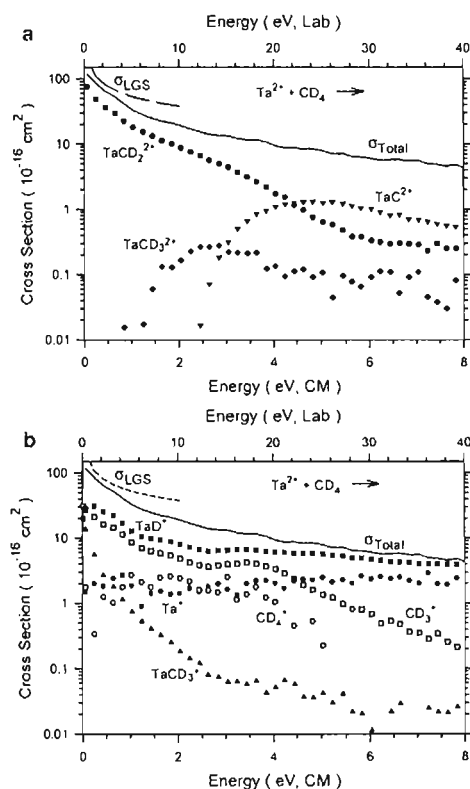 a
Energy ( eV, Lab )
0 10 20 30 40
σLGS
Ta²⁺ + CD₄ →
σTotal
TaCD₂²⁺
TaC²⁺
TaCD₃²⁺
Cross Section ( 10⁻¹⁶ cm² )
100
10
1
0.1
0.01
0 2 4 6 8
Energy ( eV, CM )
b
Energy ( eV, Lab )
0 10 20 30 40
σLGS
Ta²⁺ + CD₄ →
TaD⁺
σTotal
Ta⁺
CD₄⁺
CD₃⁺
TaCD₃⁺
Cross Section ( 10⁻¹⁶ cm² )
100
10
1
0.1
0.01
0 2 4 6 8
Energy ( eV, CM )